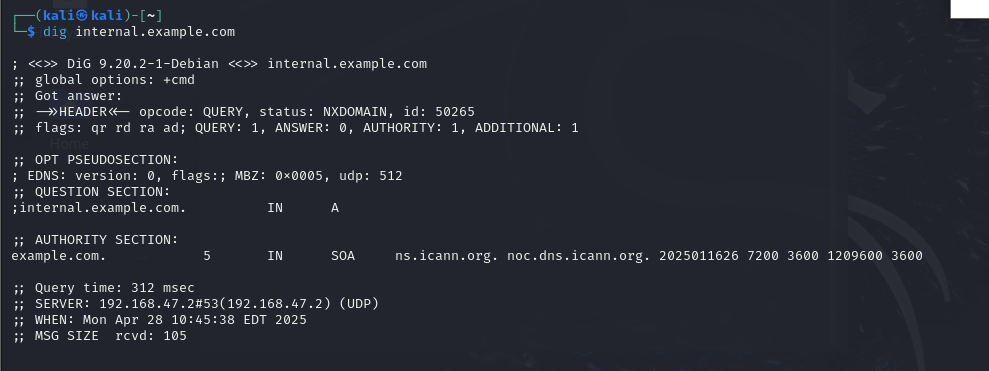 ┌──(kali㉿kali)-[~]
└─$ dig internal.example.com
; <<>> DiG 9.20.2-1-Debian <<>> internal.example.com
;; global options: +cmd
;; Got answer:
;; ->>HEADER<<- opcode: QUERY, status: NXDOMAIN, id: 50265
;; flags: qr rd ra ad; QUERY: 1, ANSWER: 0, AUTHORITY: 1, ADDITIONAL: 1
Home
;; OPT PSEUDOSECTION:
; EDNS: version: 0, flags:; MBZ: 0x0005, udp: 512
;; QUESTION SECTION:
;internal.example.com. IN A
;; AUTHORITY SECTION:
example.com. 5 IN SOA ns.icann.org. noc.dns.icann.org. 2025011626 7200 3600 1209600 3600
;; Query time: 312 msec
;; SERVER: 192.168.47.2#53(192.168.47.2) (UDP)
;; WHEN: Mon Apr 28 10:45:38 EDT 2025
;; MSG SIZE rcvd: 105